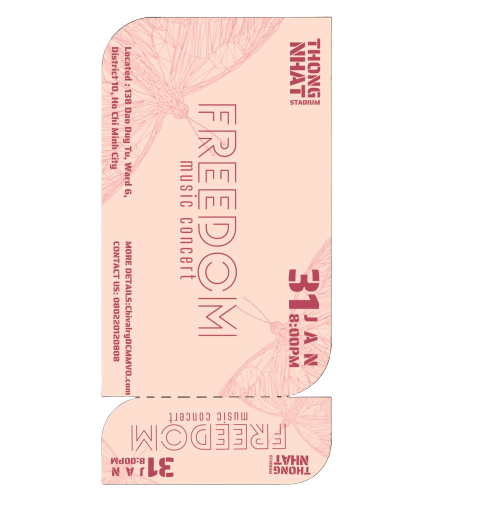 THONG
NHAT
STADIUM
FREEDOM
music concert
31
JAN
8:00PM
Located : 138 Dao Duy Tu, Ward 6,
District 10, Ho Chi Minh City
MORE DETAILS:ChivalryDCMMVO.com
CONTACT US: 080220120808
THONG
NHAT
STADIUM
FREEDOM
music concert
31
JAN
8:00PM